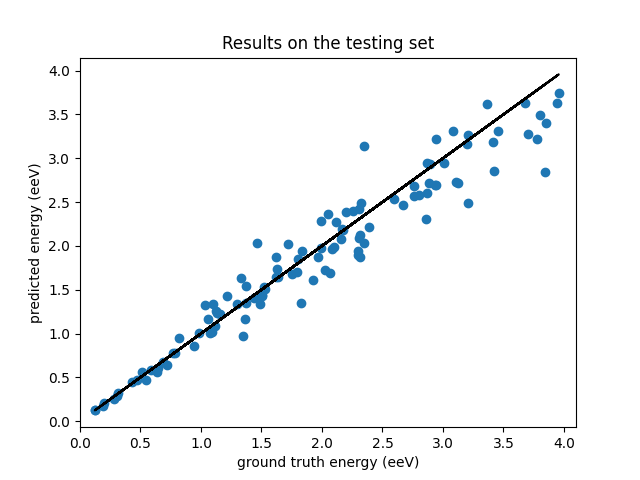 Results on the testing set
4.0
3.5
3.0
2.5
2.0
1.5
1.0
0.5
0.0
predicted energy (eeV)
0.0 0.5 1.0 1.5 2.0 2.5 3.0 3.5 4.0
ground truth energy (eeV)